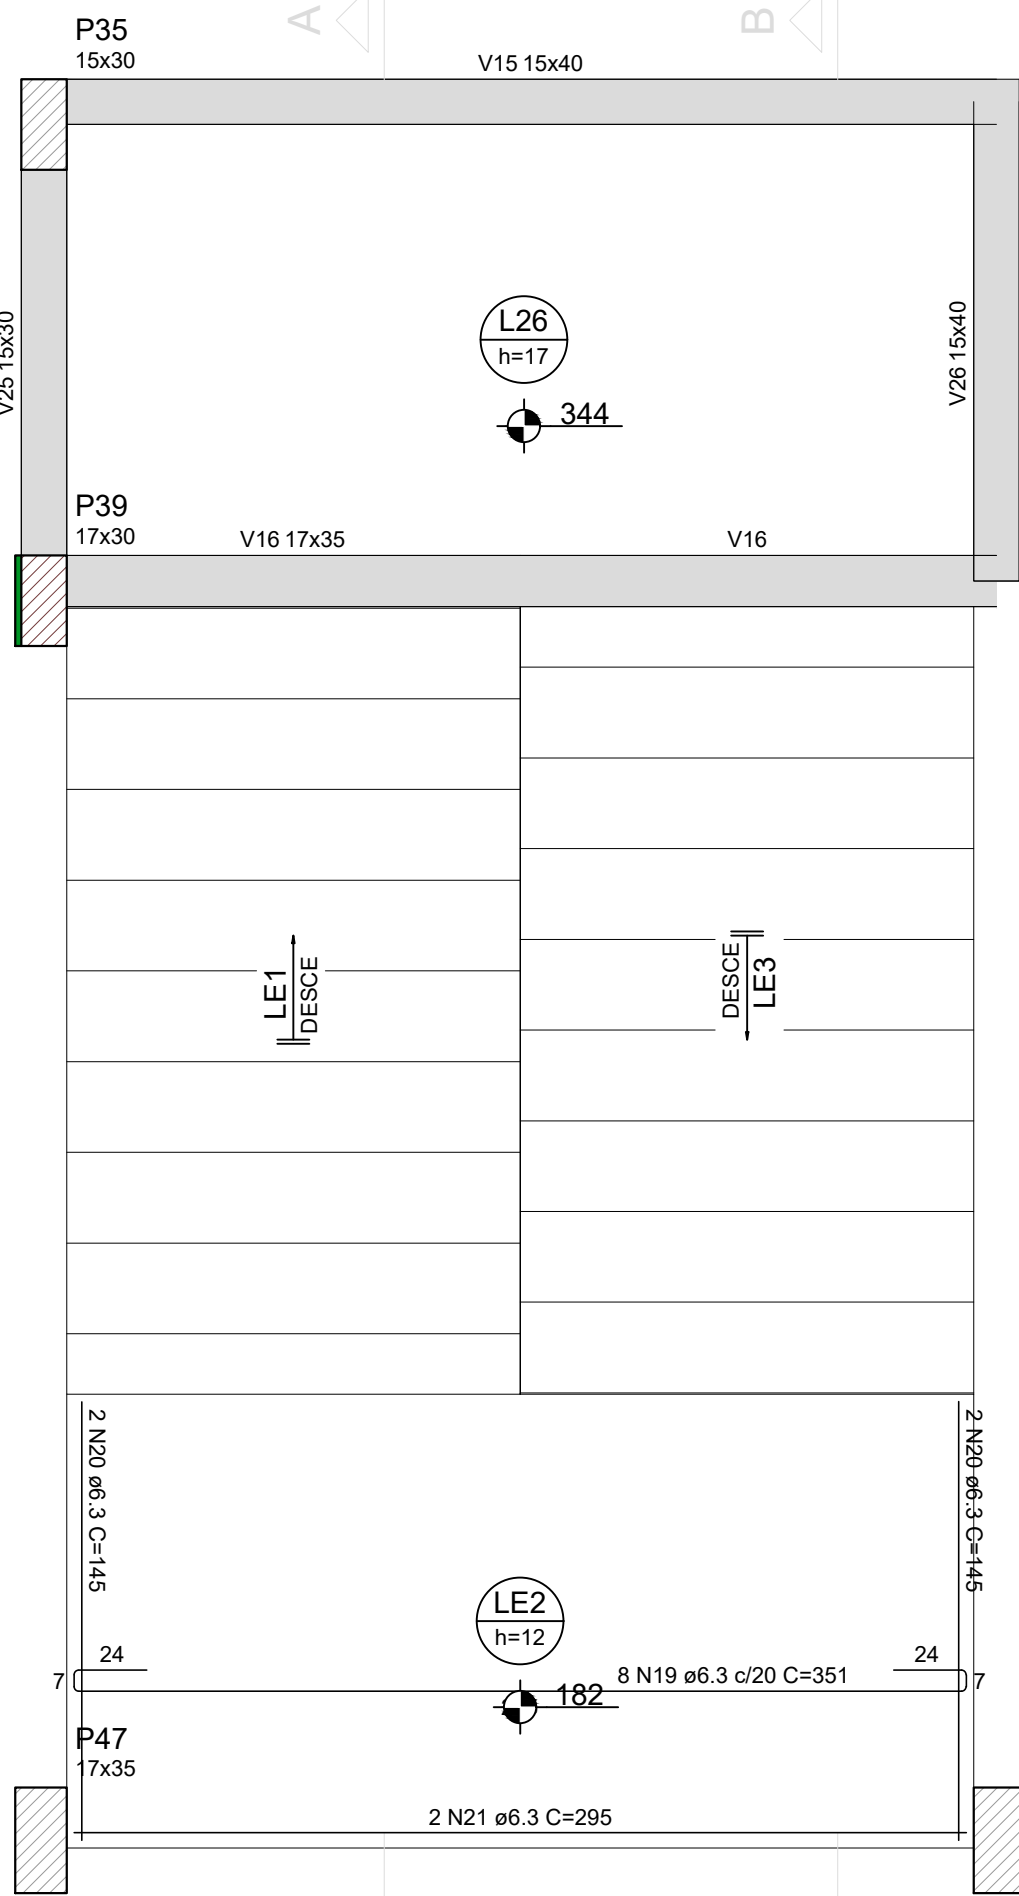 A
B
P35
15x30
V15 15x40
V25 15x30
L26
h=17
344
V26 15x40
P39
17x30
V16 17x35
V16
LE1
DESCE
DESCE
LE3
2 N20 ø6.3 C=145
2 N20 ø6.3 C=145
LE2
h=12
24
24
7
8 N19 ø6.3 c/20 C=351
7
182
P47
17x35
2 N21 ø6.3 C=295